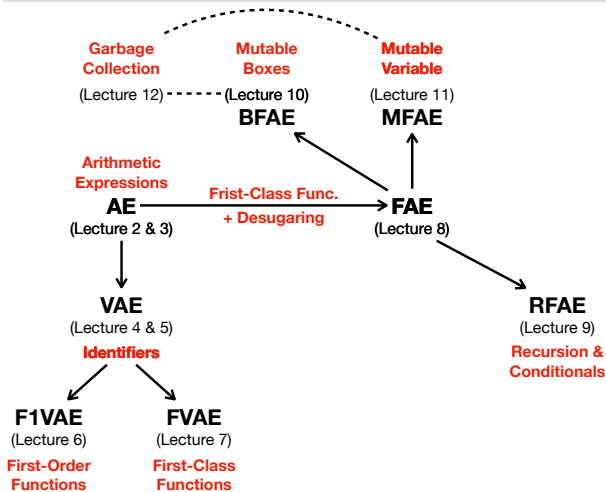 Garbage
Collection
(Lecture 12)
Mutable
Boxes
(Lecture 10)
BFAE
Mutable
Variable
(Lecture 11)
MFAE
Arithmetic
Expressions
AE
(Lecture 2 & 3)
Frist-Class Func.
+ Desugaring
FAE
(Lecture 8)
VAE
(Lecture 4 & 5)
Identifiers
RFAE
(Lecture 9)
Recursion &
Conditionals
F1VAE
(Lecture 6)
First-Order
Functions
FVAE
(Lecture 7)
First-Class
Functions